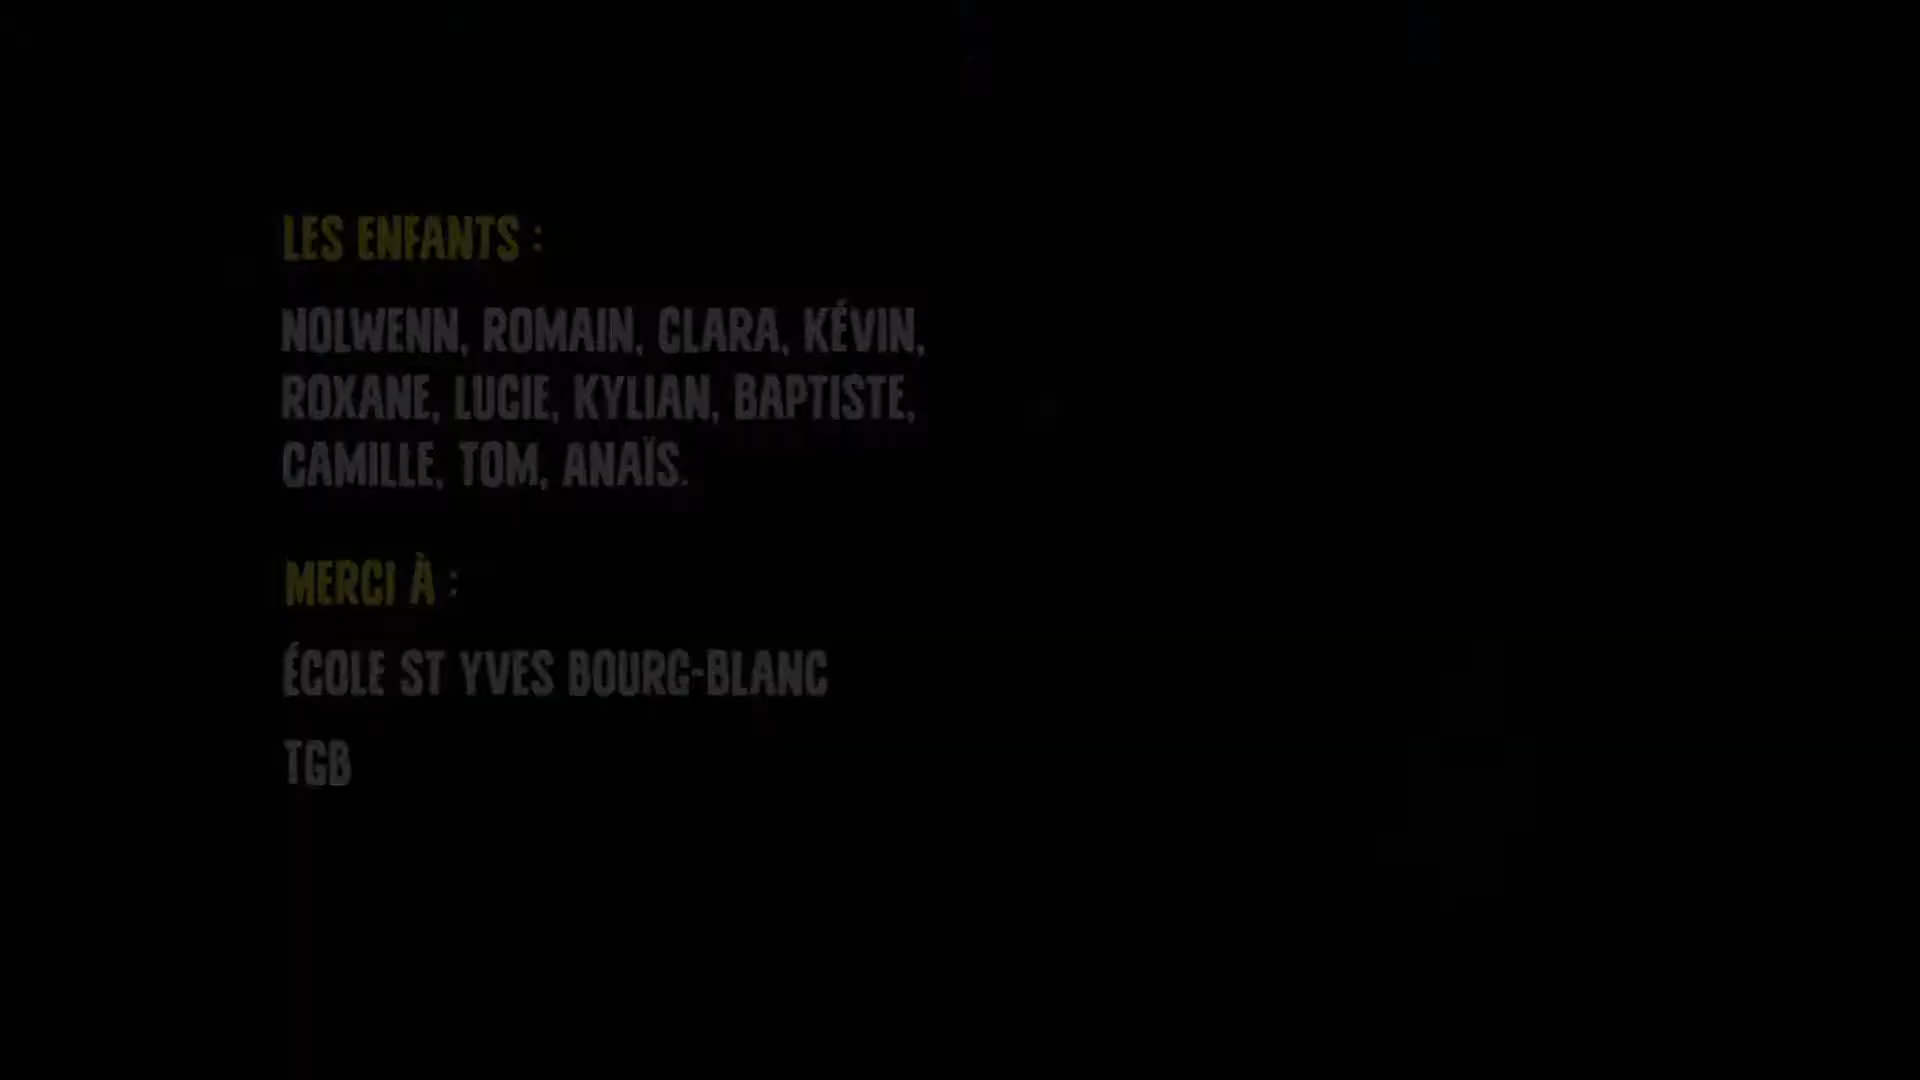 LES ENFANTS :
NOLWENN, ROMAIN, CLARA, KÉVIN,
ROXANE, LUCIE, KYLIAN, BAPTISTE,
CAMILLE, TOM, ANAÏS.
MERCI À :
ÉCOLE ST YVES BOURG-BLANC
TGB